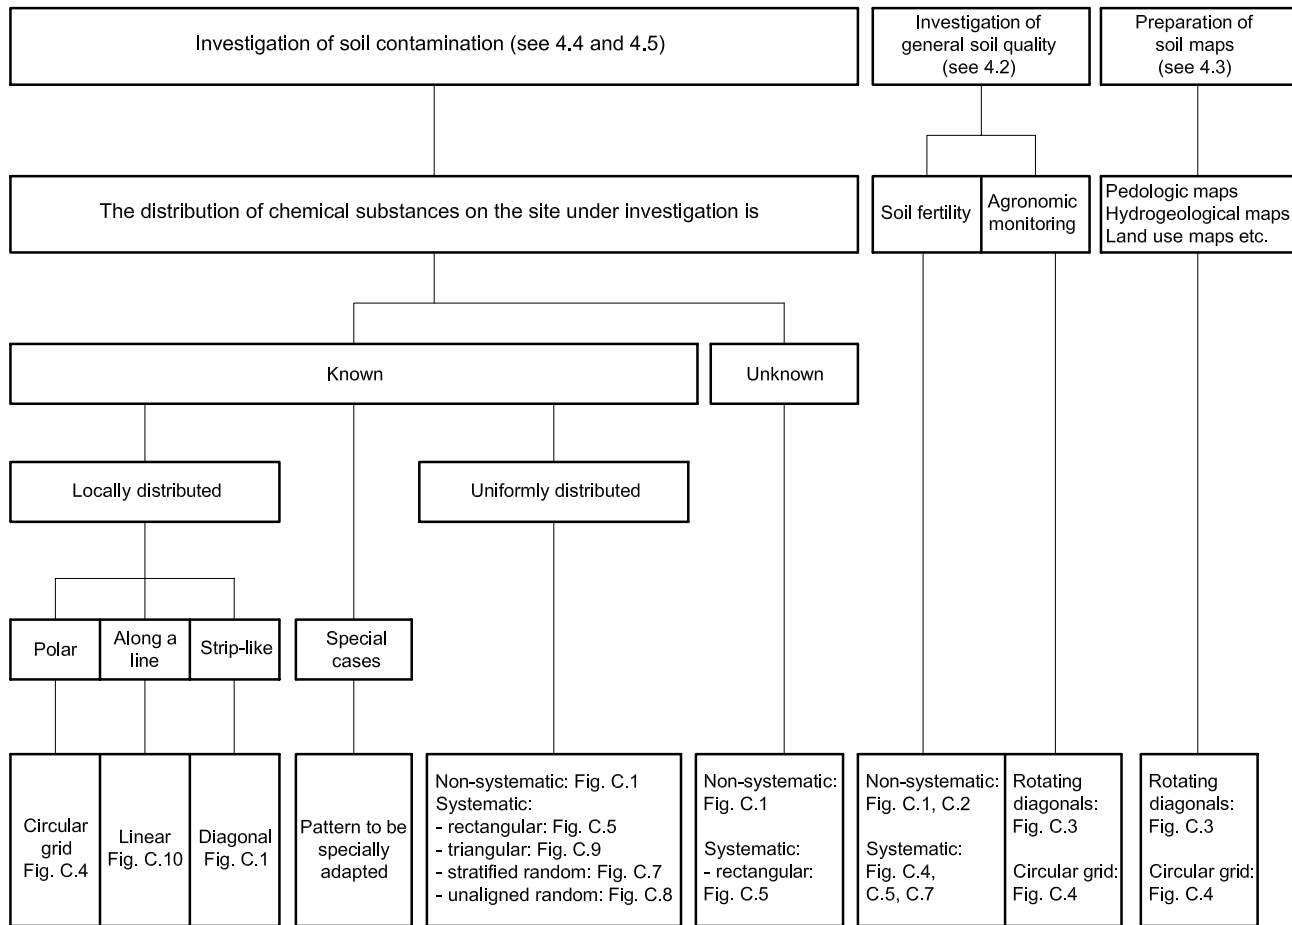 Investigation of soil contamination (see 4.4 and 4.5)
Investigation of
general soil quality
(see 4.2)
Preparation of
soil maps
(see 4.3)
The distribution of chemical substances on the site under investigation is
Soil fertility
Agronomic
monitoring
Pedologic maps
Hydrogeological maps
Land use maps etc.
Known
Unknown
Locally distributed
Uniformly distributed
Polar
Along a
line
Strip-like
Special
cases
Circular
grid
Fig. C.4
Linear
Fig. C.10
Diagonal
Fig. C.1
Pattern to be
specially
adapted
Non-systematic: Fig. C.1
Systematic:
- rectangular: Fig. C.5
- triangular: Fig. C.9
- stratified random: Fig. C.7
- unaligned random: Fig. C.8
Non-systematic:
Fig. C.1
Systematic:
- rectangular:
Fig. C.5
Non-systematic:
Fig. C.1, C.2
Systematic:
Fig. C.4,
C.5, C.7
Rotating
diagonals:
Fig. C.3
Circular grid:
Fig. C.4
Rotating
diagonals:
Fig. C.3
Circular grid:
Fig. C.4